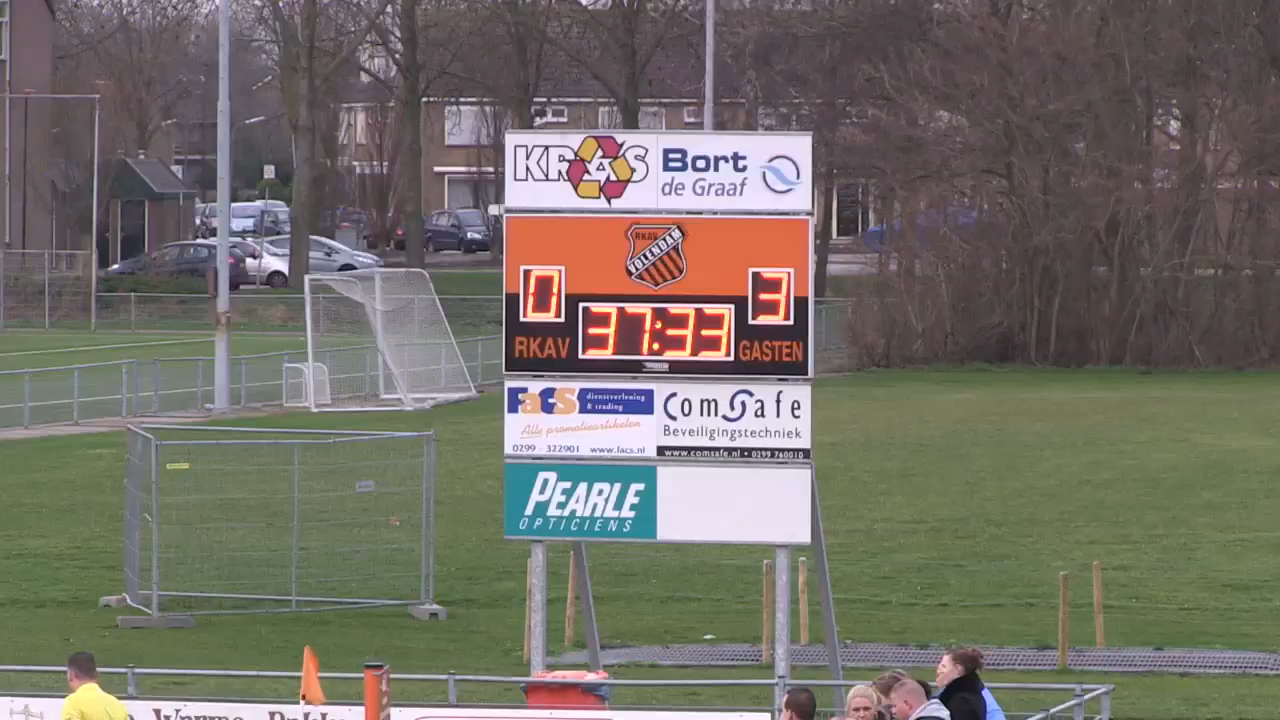 KRAS
Bort
de Graaf
RKAV
VOLENDAM
0
3
37:33
RKAV
GASTEN
FaCS
dienstverlening
& trading
Alle promotieartikelen
0299 322901 www.facs.nl
ComSafe
Beveiligingstechniek
www.comsafe.nl • 0299 760010
PEARLE
OPTICIENS